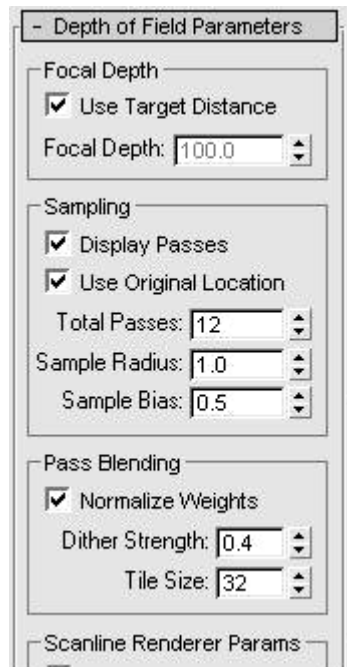 - Depth of Field Parameters
Focal Depth
Use Target Distance
Focal Depth: 100.0
Sampling
Display Passes
Use Original Location
Total Passes: 12
Sample Radius: 1.0
Sample Bias: 0.5
Pass Blending
Normalize Weights
Dither Strength: 0.4
Tile Size: 32
Scanline Renderer Params